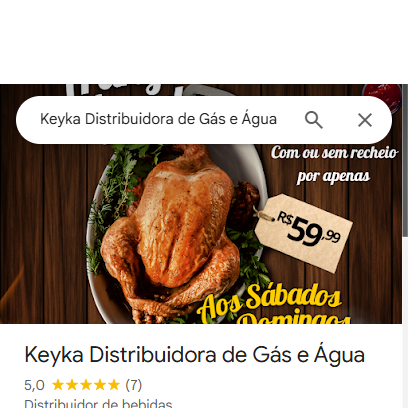 Keyka Distribuidora de Gás e Água
Com ou sem recheio
por apenas
R$59,99
Aos Sábados
Domingos
Keyka Distribuidora de Gás e Água
5,0 (7)
Distribuidor de bebidas